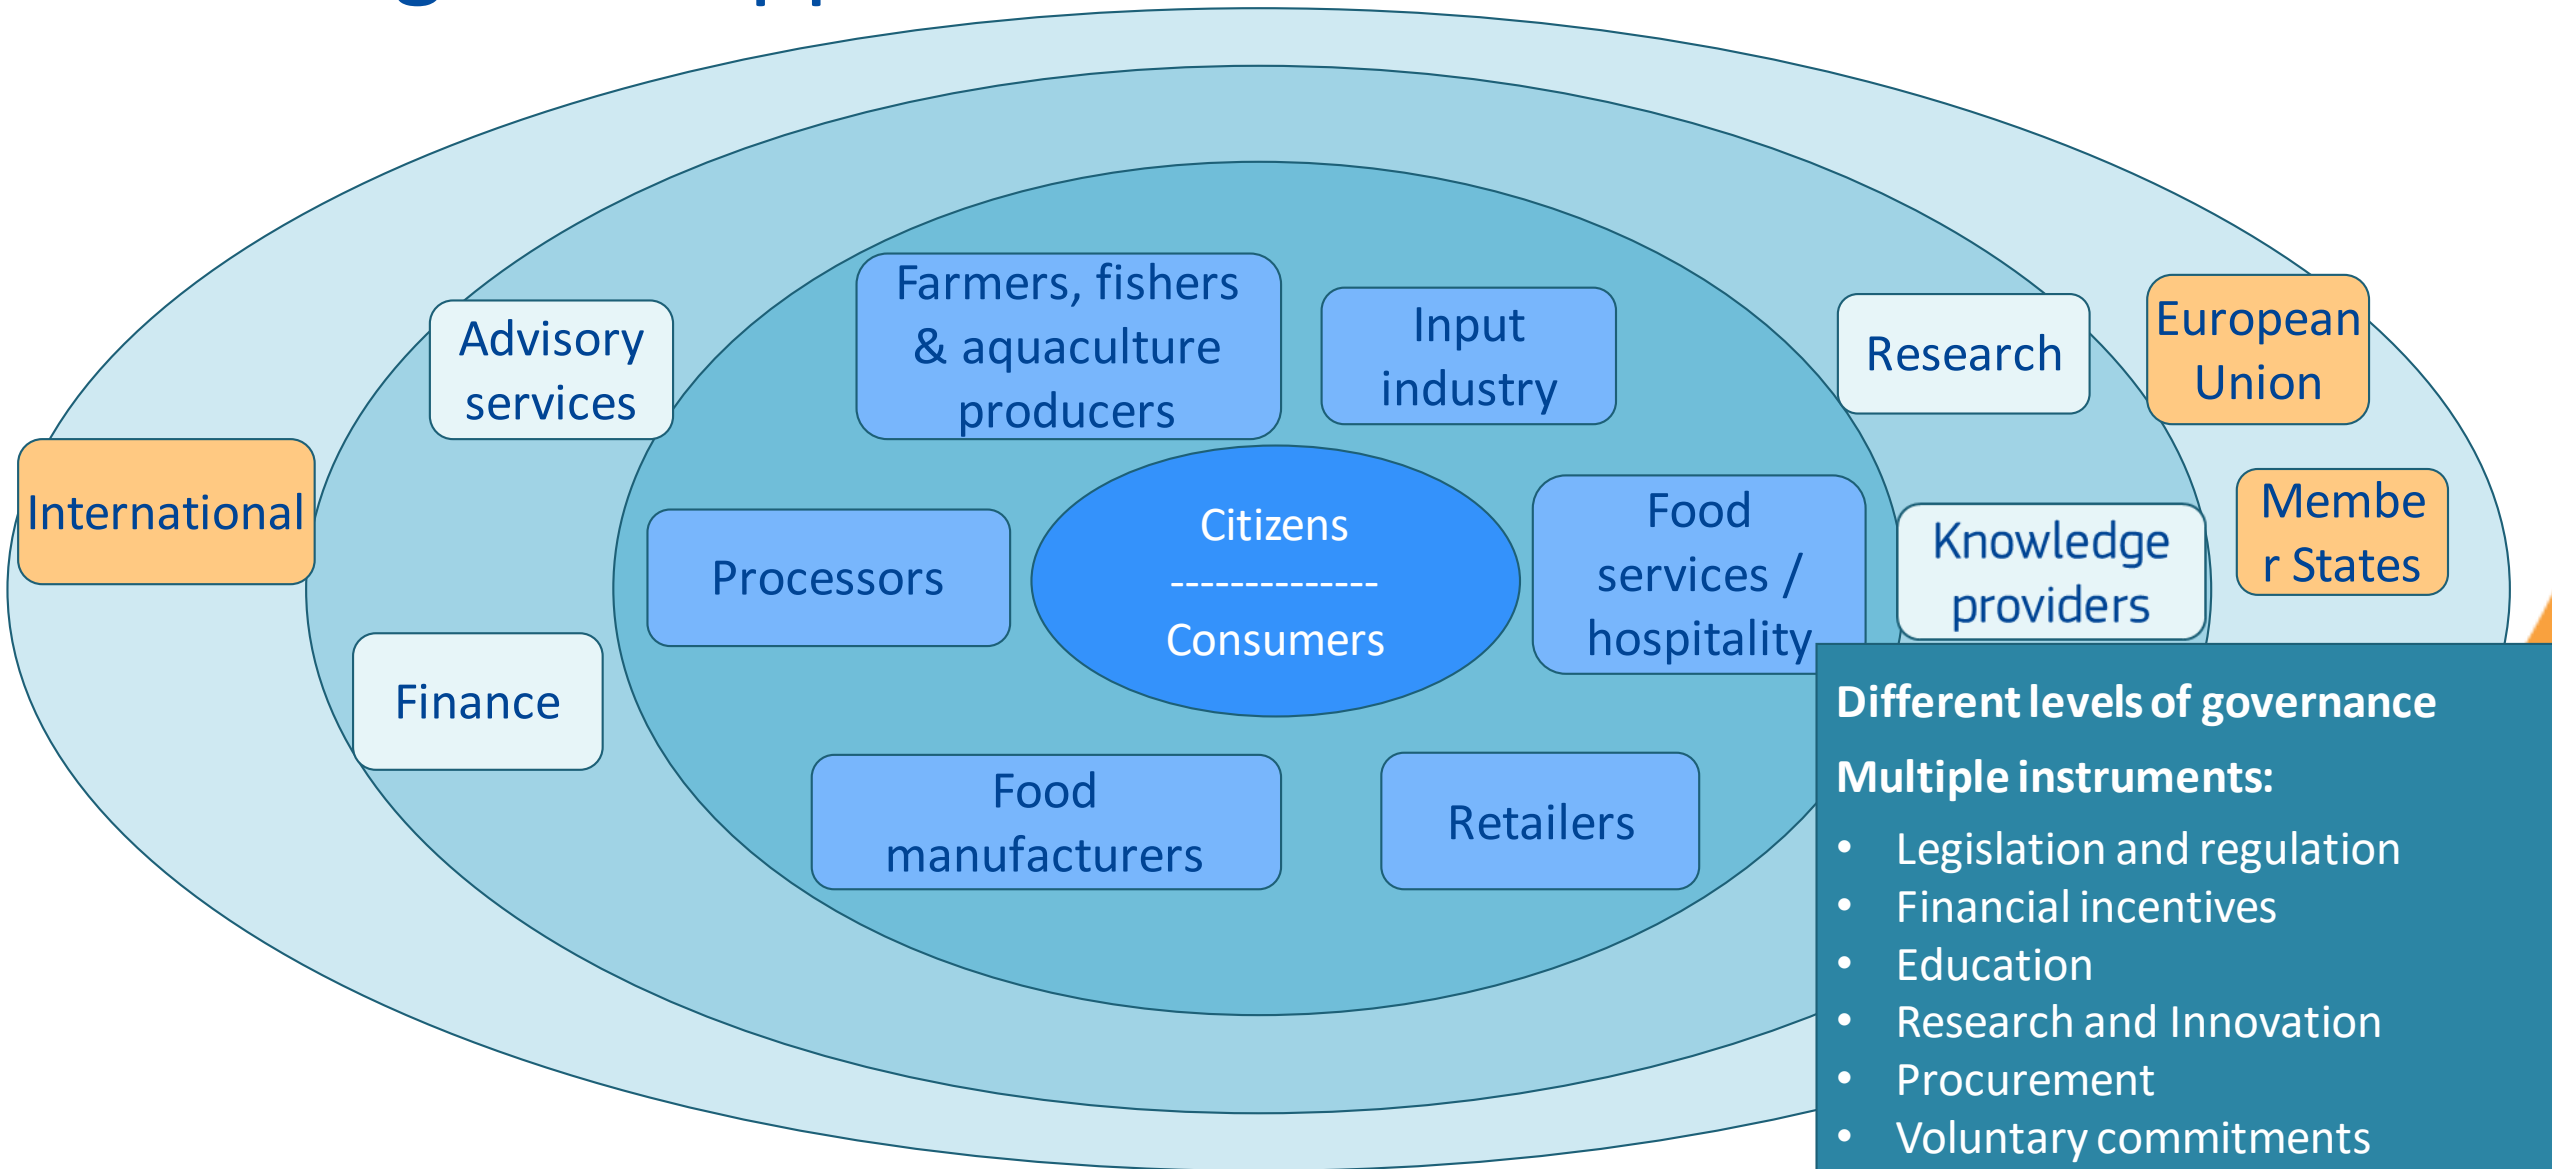 Farmers, fishers
& aquaculture
producers
Input
industry
Advisory
services
Research
European
Union
International
Membe
r States
Processors
Citizens
--------------
Consumers
Food
services /
hospitality
Knowledge
providers
Finance
Food
manufacturers
Retailers
Different levels of governance
Multiple instruments:
• Legislation and regulation
• Financial incentives
• Education
• Research and Innovation
• Procurement
• Voluntary commitments